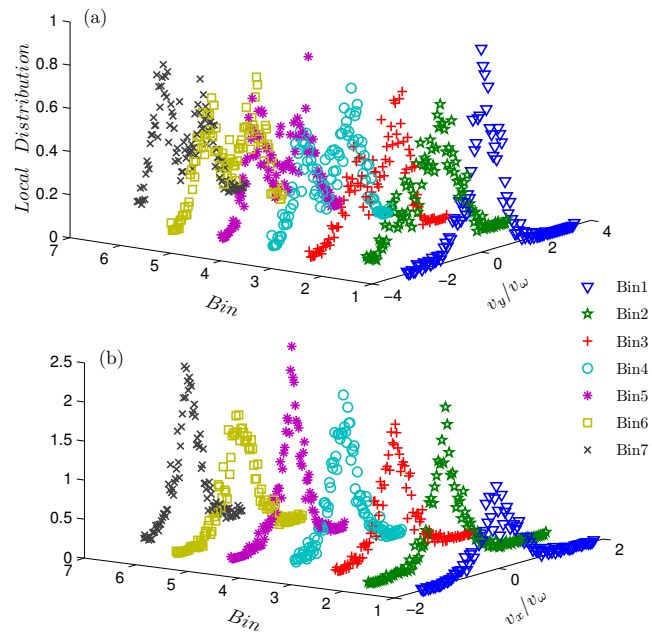 (a)
Local Distribution
1
0.8
0.6
0.4
0.2
0
7
6
5
4
3
2
1
Bin
−4
−2
0
2
4
v_y/v_ω
Bin1
Bin2
Bin3
Bin4
Bin5
Bin6
Bin7
(b)
2.5
2
1.5
1
0.5
0
7
6
5
4
3
2
1
Bin
−2
0
2
v_x/v_ω